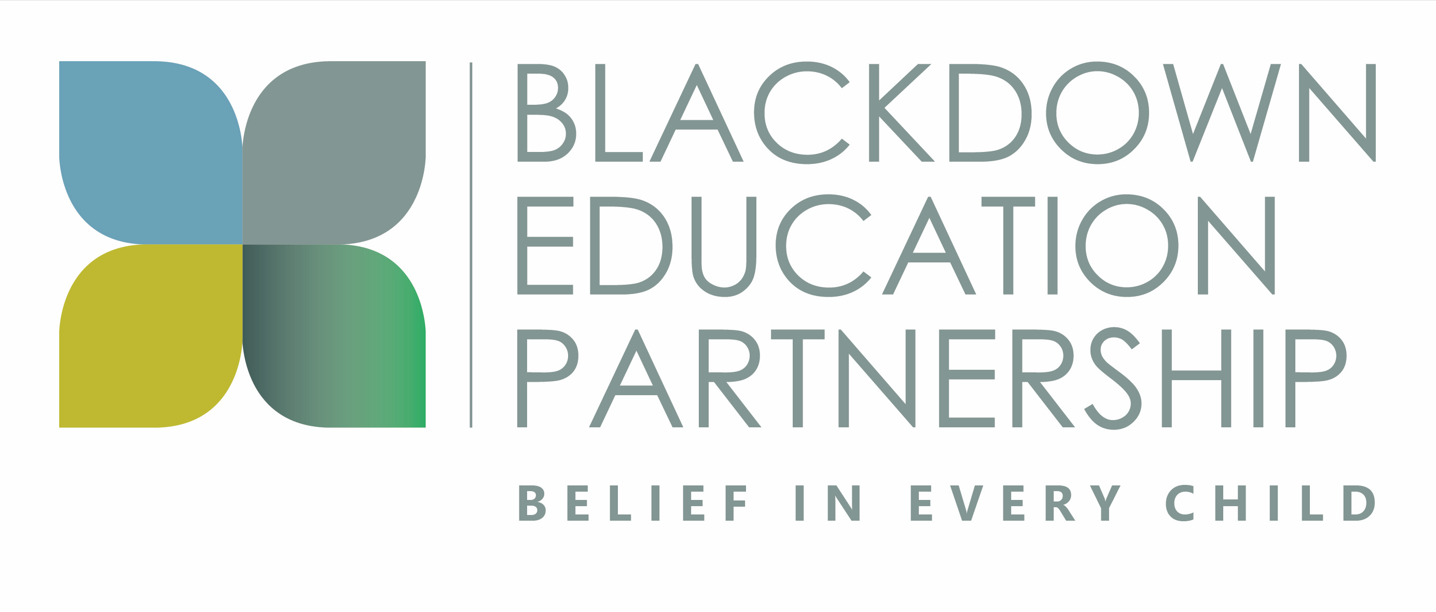 BLACKDOWN
EDUCATION
PARTNERSHIP
BELIEF IN EVERY CHILD